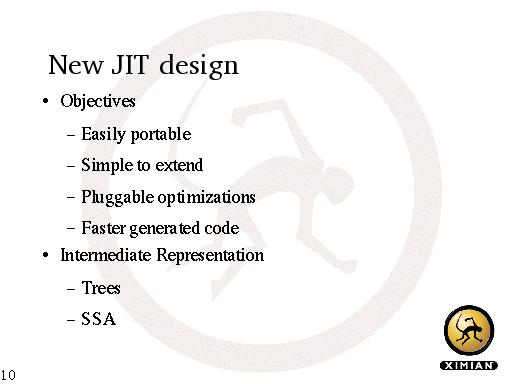 New JIT design
• Objectives
– Easily portable
– Simple to extend
– Pluggable optimizations
– Faster generated code
• Intermediate Representation
– Trees
– SSA
XIMIAN
10